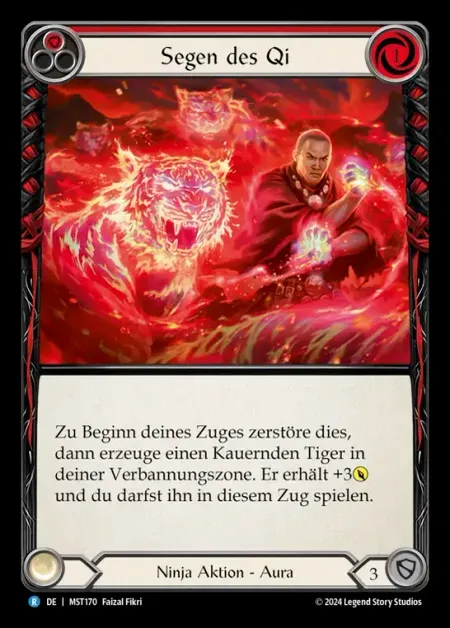 Segen des Qi
1
Zu Beginn deines Zuges zerstöre dies,
dann erzeuge einen Kauernden Tiger in
deiner Verbannungszone. Er erhält +3
und du darfst ihn in diesem Zug spielen.
Ninja Aktion - Aura
3
R DE | MST170 Faizal Fikri
© 2024 Legend Story Studios